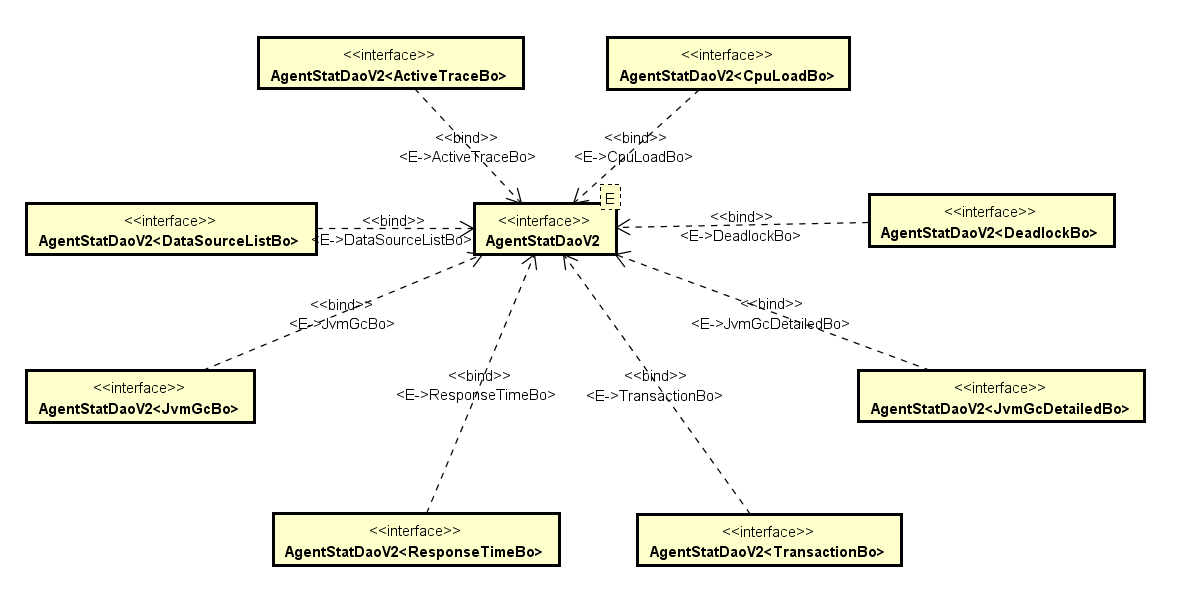 <<interface>>
AgentStatDaoV2<ActiveTraceBo>
<<interface>>
AgentStatDaoV2<CpuLoadBo>
<<bind>>
<E->ActiveTraceBo>
<<bind>>
<E->CpuLoadBo>
<<interface>>
AgentStatDaoV2<DataSourceListBo>
<<bind>>
<E->DataSourceListBo>
E
<<interface>>
AgentStatDaoV2
<<bind>>
<E->DeadlockBo>
<<interface>>
AgentStatDaoV2<DeadlockBo>
<<bind>>
<E->JvmGcBo>
<<bind>>
<E->JvmGcDetailedBo>
<<interface>>
AgentStatDaoV2<JvmGcBo>
<<bind>>
<E->ResponseTimeBo>
<<bind>>
<E->TransactionBo>
<<interface>>
AgentStatDaoV2<JvmGcDetailedBo>
<<interface>>
AgentStatDaoV2<ResponseTimeBo>
<<interface>>
AgentStatDaoV2<TransactionBo>